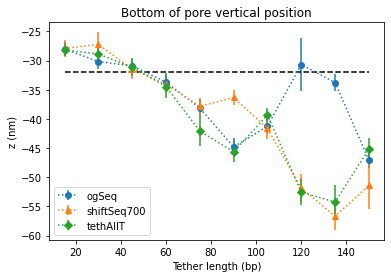 Bottom of pore vertical position
z (nm)
−25
−30
−35
−40
−45
−50
−55
−60
ogSeq
shiftSeq700
tethAllT
20 40 60 80 100 120 140
Tether length (bp)